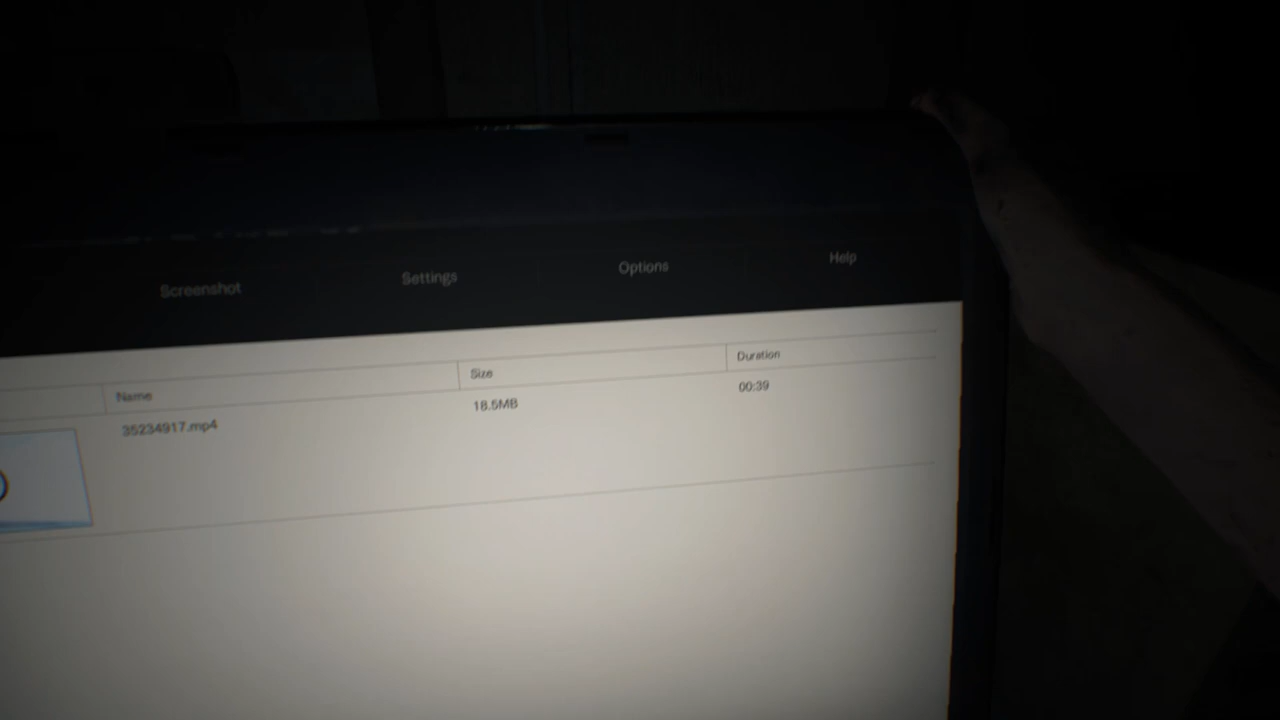 Screenshot Settings Options Help
Name Size Duration
35234917.mp4 18.5MB 00:39